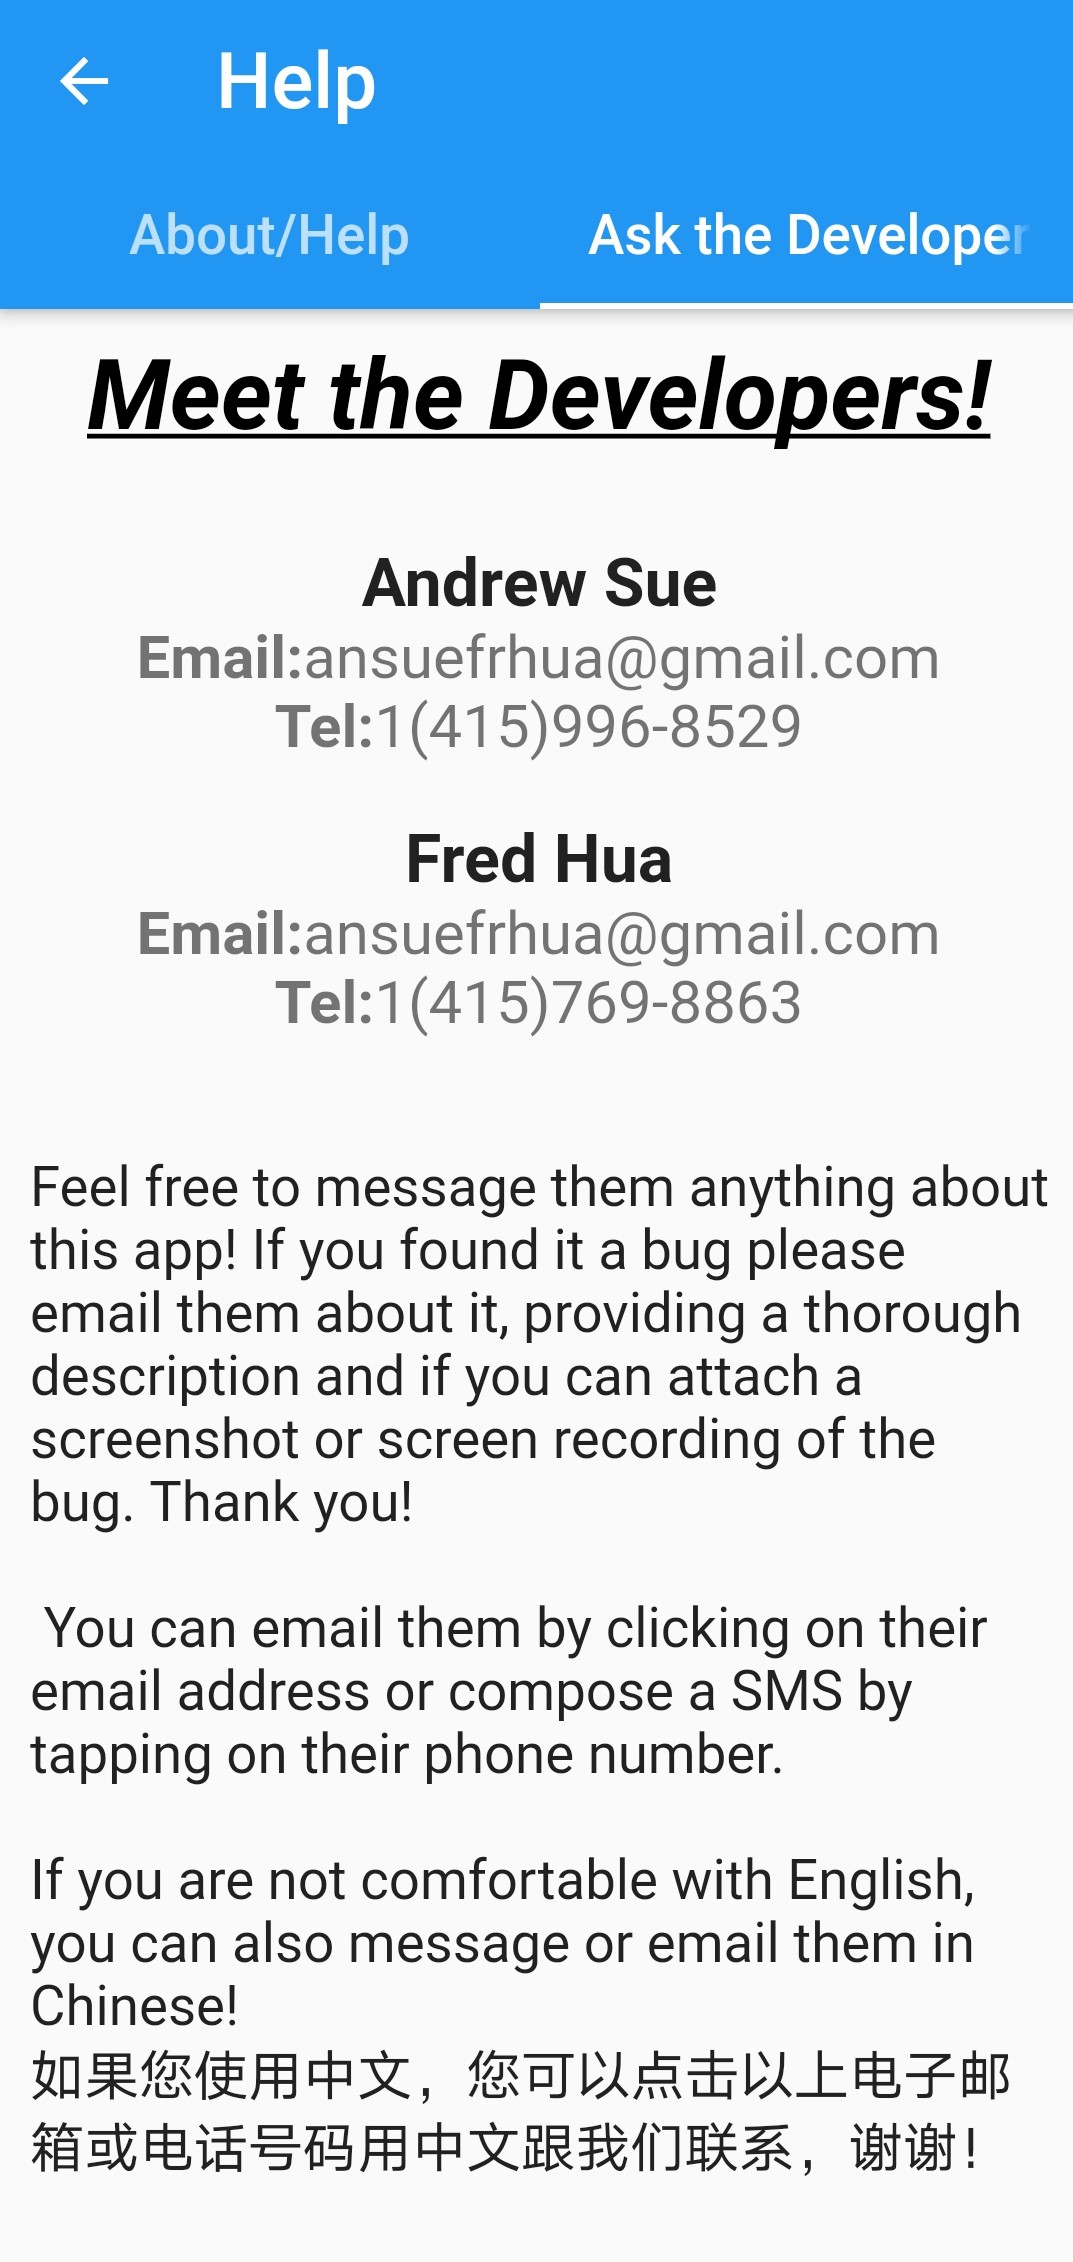 Help
About/Help
Ask the Developer
Meet the Developers!
Andrew Sue
Email:ansuefrhua@gmail.com
Tel:1(415)996-8529
Fred Hua
Email:ansuefrhua@gmail.com
Tel:1(415)769-8863
Feel free to message them anything about
this app! If you found it a bug please
email them about it, providing a thorough
description and if you can attach a
screenshot or screen recording of the
bug. Thank you!
You can email them by clicking on their
email address or compose a SMS by
tapping on their phone number.
If you are not comfortable with English,
you can also message or email them in
Chinese!
如果您使用中文，您可以点击以上电子邮
箱或电话号码用中文跟我们联系，谢谢！